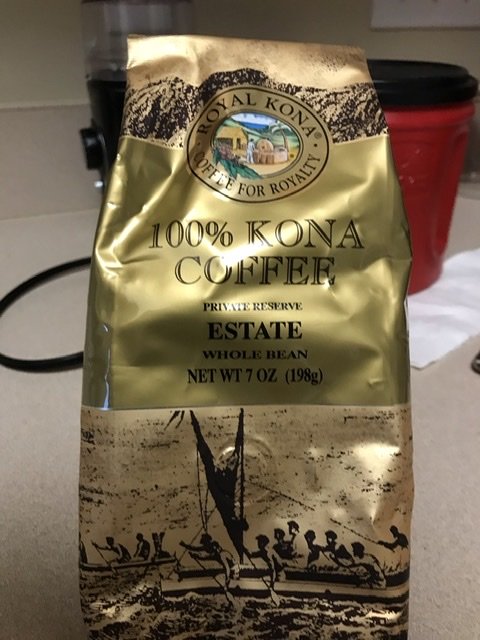 ROYAL KONA®
COFFEE FOR ROYALTY
100% KONA
COFFEE
PRIVATE RESERVE
ESTATE
WHOLE BEAN
NET WT 7 OZ (198g)